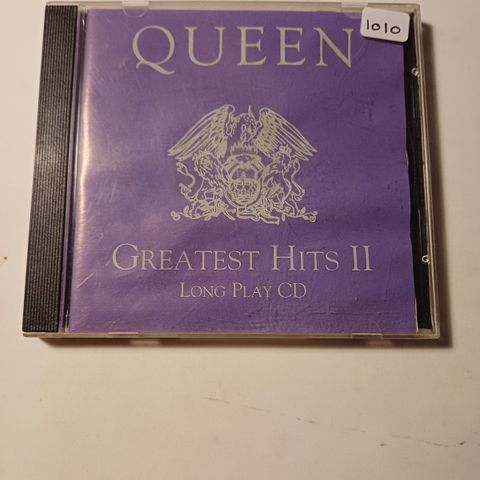 QUEEN
1010
GREATEST HITS II
LONG PLAY CD